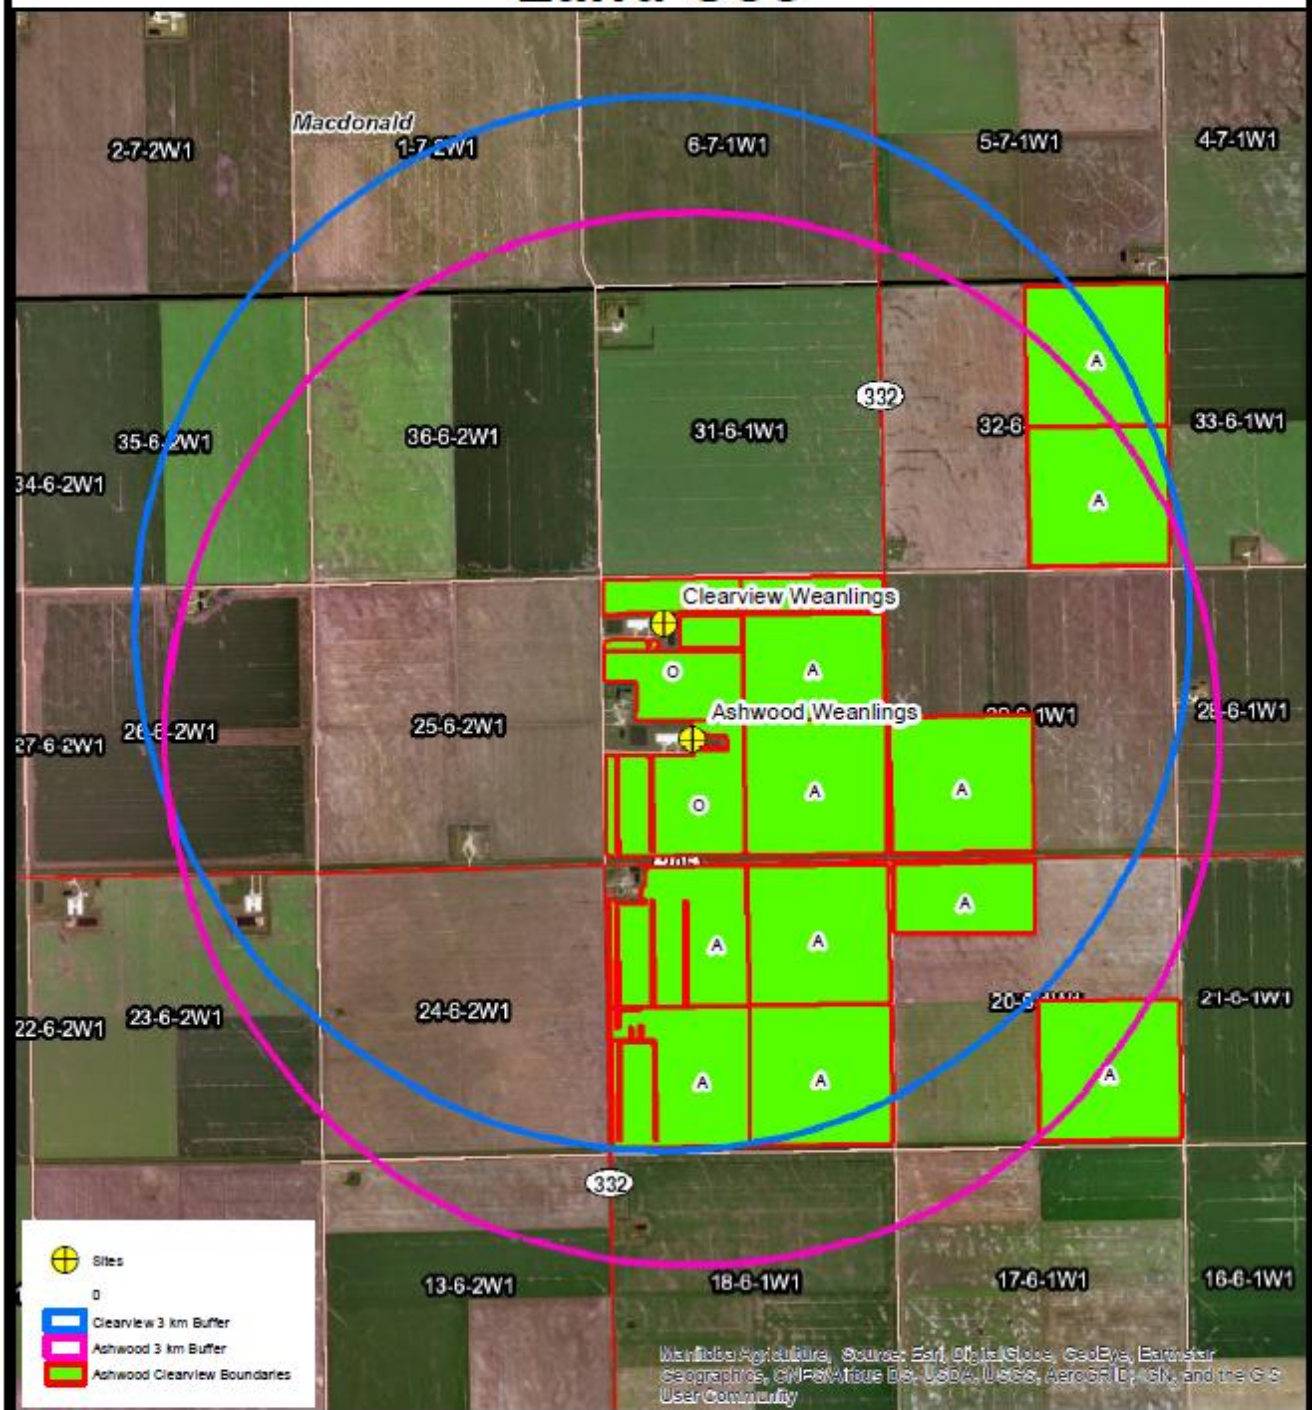 Macdonald
2-7-2W1
1-7-2W1
6-7-1W1
5-7-1W1
4-7-1W1
A
332
35-6-2W1
36-6-2W1
31-6-1W1
32-6
33-6-1W1
34-6-2W1
A
Clearview Weanlings
O
A
Ashwood Weanlings
27-6-2W1
26-6-2W1
25-6-2W1
1W1
28-6-1W1
O
A
A
A
A
A
22-6-2W1
23-6-2W1
24-6-2W1
21-6-1W1
A
A
A
332
13-6-2W1
18-6-1W1
17-6-1W1
16-6-1W1
Sites
Clearview 3 km Buffer
Ashwood 3 km Buffer
Ashwood Clearview Boundaries
Manitoba Agriculture, Source: Esri, DigitalGlobe, GeoEye, Earthstar
Geographics, CNES/Airbus DS, USDA, USGS, AeroGRID, IGN, and the GIS
User Community